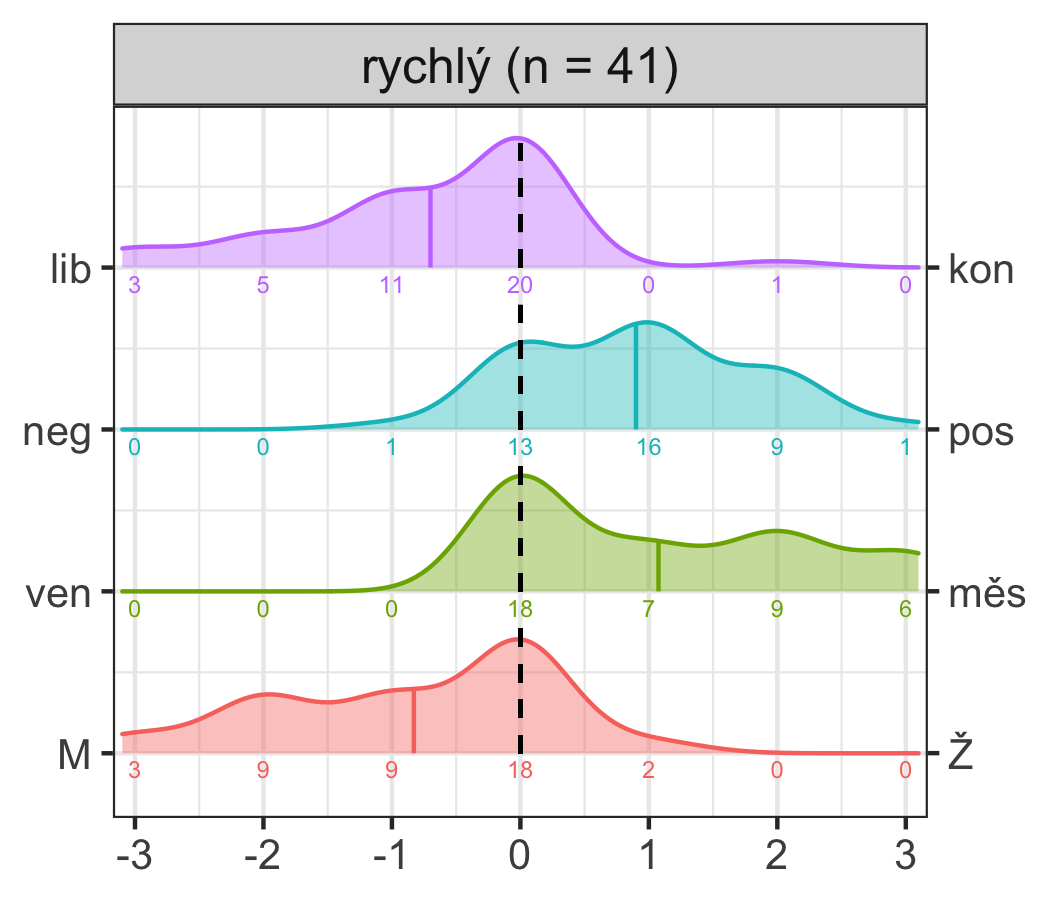 rychlý (n = 41)
lib 3 5 11 20 0 1 0 kon
neg 0 0 1 13 16 9 1 pos
ven 0 0 0 18 7 9 6 měs
M 3 9 9 18 2 0 0 Ž
-3 -2 -1 0 1 2 3